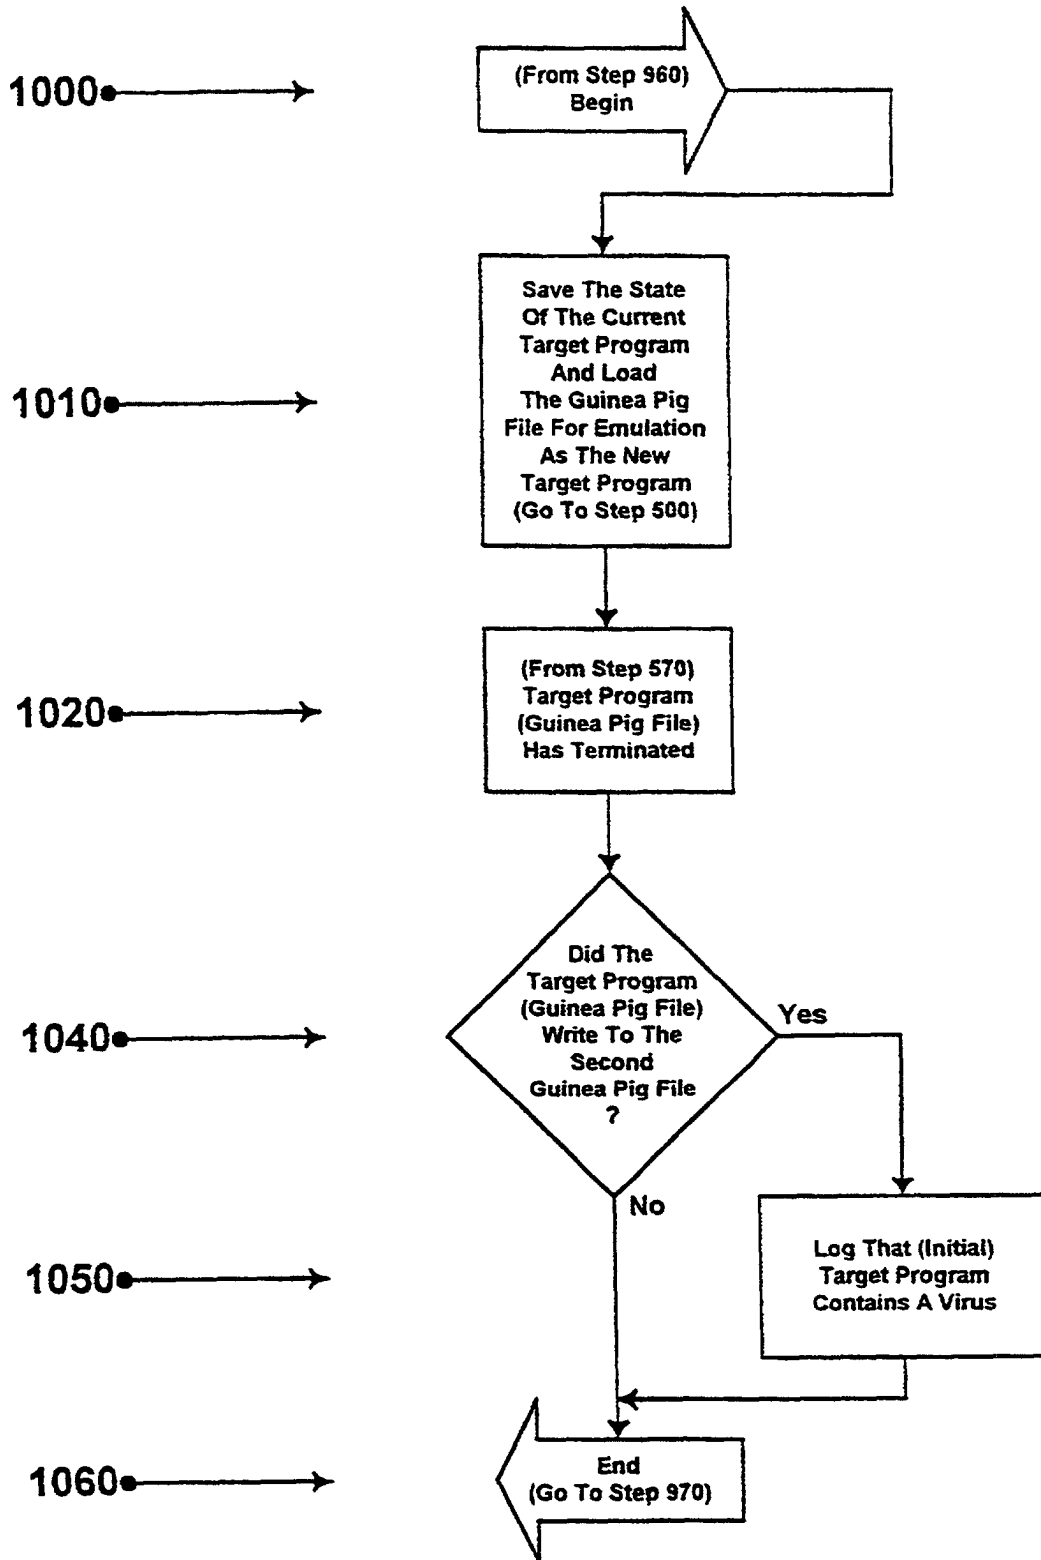 1000
(From Step 960)
Begin
1010
Save The State
Of The Current
Target Program
And Load
The Guinea Pig
File For Emulation
As The New
Target Program
(Go To Step 500)
1020
(From Step 570)
Target Program
(Guinea Pig File)
Has Terminated
1040
Did The
Target Program
(Guinea Pig File)
Write To The
Second
Guinea Pig File
?
Yes
No
1050
Log That (Initial)
Target Program
Contains A Virus
1060
End
(Go To Step 970)